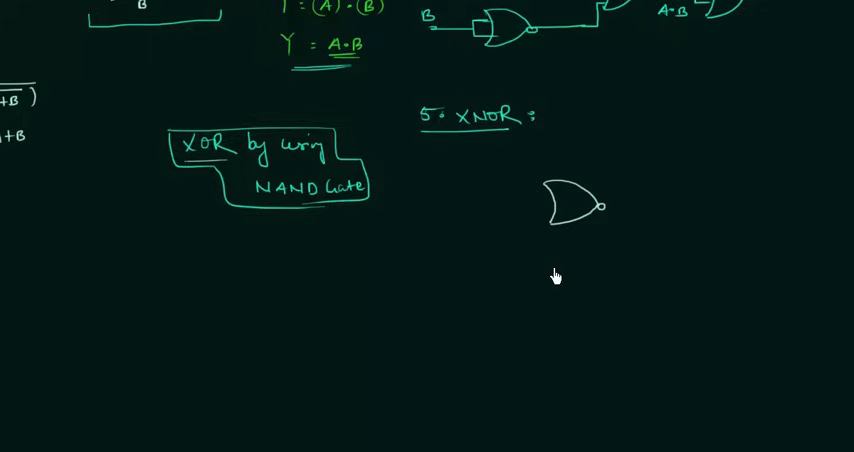 B
Y = (A) · (B)
Y = A·B
B
A·B
+B )
+B
XOR by using
NAND Gate
5. XNOR :